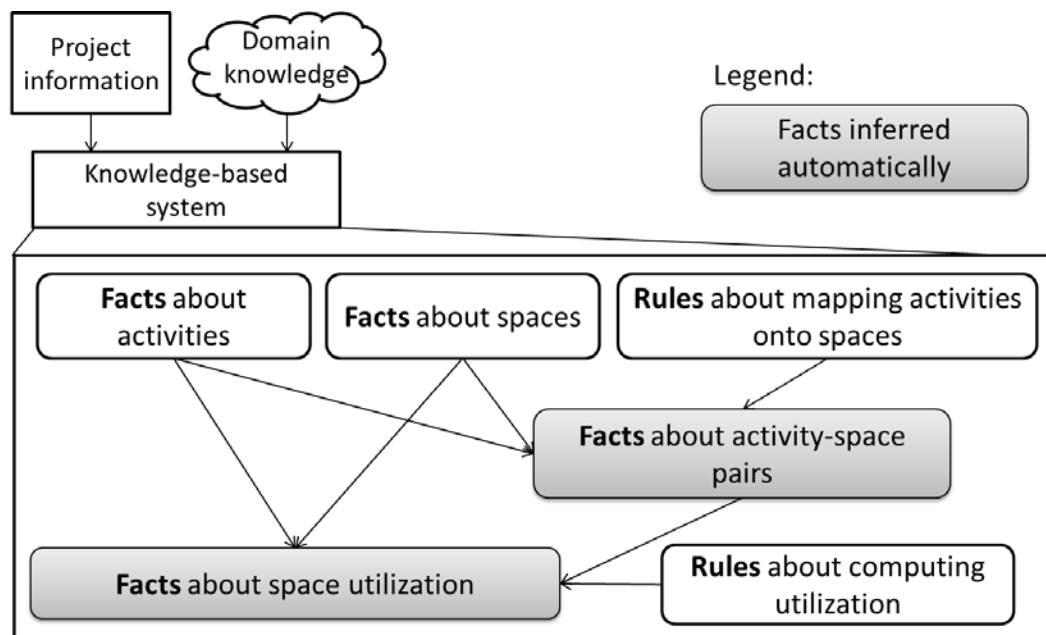 Project
information
Domain
knowledge
Legend:
Facts inferred
automatically
Knowledge-based
system
Facts about
activities
Facts about spaces
Rules about mapping activities
onto spaces
Facts about activity-space
pairs
Facts about space utilization
Rules about computing
utilization